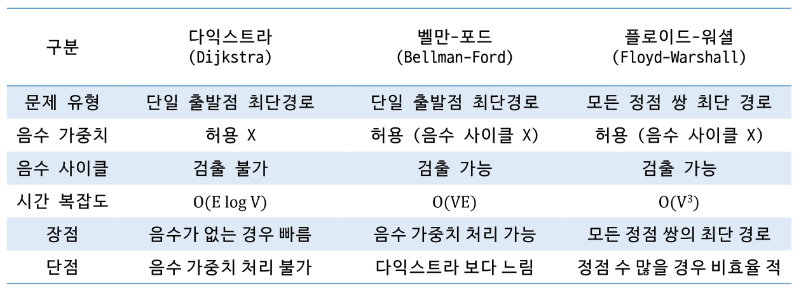 구분 다익스트라 (Dijkstra) 벨만-포드 (Bellman-Ford) 플로이드-워셜 (Floyd-Warshall)
문제 유형 단일 출발점 최단경로 단일 출발점 최단경로 모든 정점 쌍 최단 경로
음수 가중치 허용 X 허용 (음수 사이클 X) 허용 (음수 사이클 X)
음수 사이클 검출 불가 검출 가능 검출 가능
시간 복잡도 O(E log V) O(VE) O(V³)
장점 음수가 없는 경우 빠름 음수 가중치 처리 가능 모든 정점 쌍의 최단 경로
단점 음수 가중치 처리 불가 다익스트라 보다 느림 정점 수 많을 경우 비효율 적